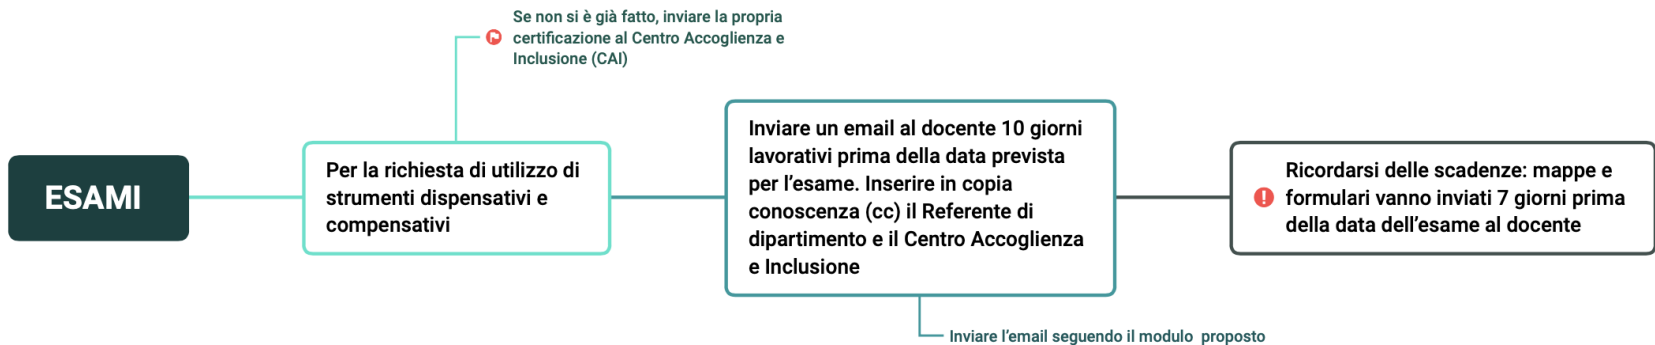 ESAMI
Se non si è già fatto, inviare la propria
certificazione al Centro Accoglienza e
Inclusione (CAI)
Per la richiesta di utilizzo di
strumenti dispensativi e
compensativi
Inviare un email al docente 10 giorni
lavorativi prima della data prevista
per l’esame. Inserire in copia
conoscenza (cc) il Referente di
dipartimento e il Centro Accoglienza
e Inclusione
Inviare l’email seguendo il modulo  proposto
Ricordarsi delle scadenze: mappe e
formulari vanno inviati 7 giorni prima
della data dell’esame al docente